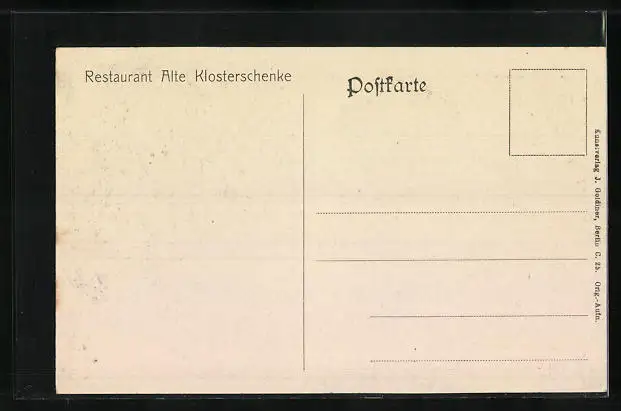 Restaurant Alte Klosterschenke
Postkarte
Kunstverlag J. Goldiner, Berlin C. 25. Orig.-Aufn.